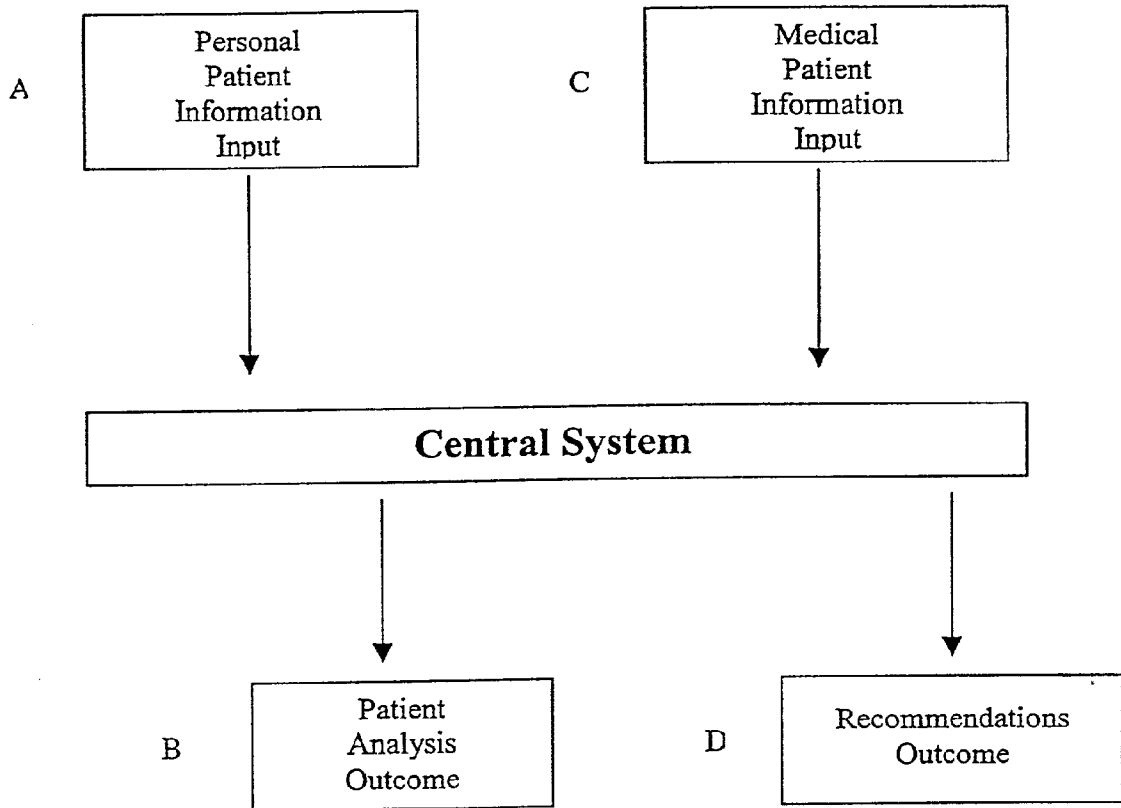 A
Personal
Patient
Information
Input
C
Medical
Patient
Information
Input
Central System
B
Patient
Analysis
Outcome
D
Recommendations
Outcome